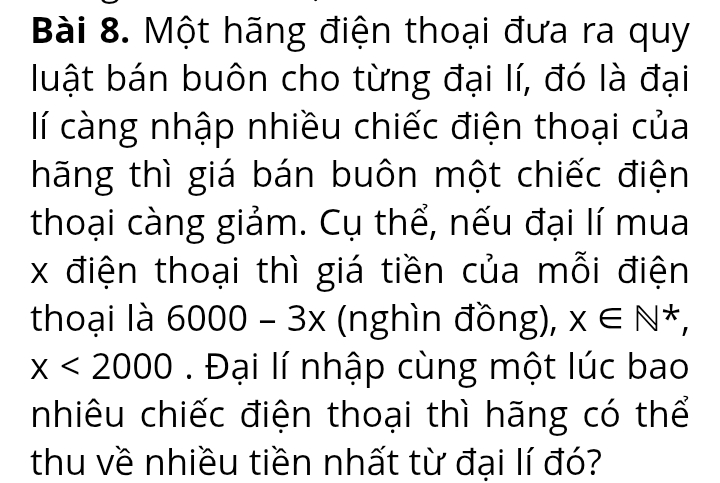 Bài 8. Một hãng điện thoại đưa ra quy
luật bán buôn cho từng đại lí, đó là đại
lí càng nhập nhiều chiếc điện thoại của
hãng thì giá bán buôn một chiếc điện
thoại càng giảm. Cụ thể, nếu đại lí mua
x điện thoại thì giá tiền của mỗi điện
thoại là 6000 – 3x (nghìn đồng), x ∈ ℕ*,
x < 2000 . Đại lí nhập cùng một lúc bao
nhiêu chiếc điện thoại thì hãng có thể
thu về nhiều tiền nhất từ đại lí đó?